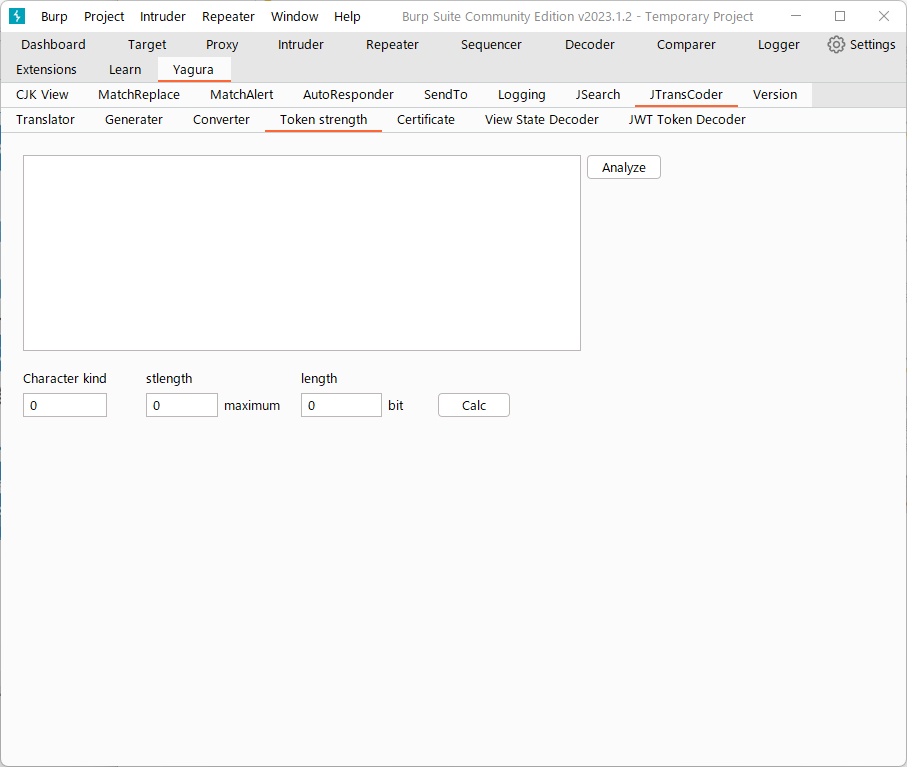 Burp Project Intruder Repeater Window Help Burp Suite Community Edition v2023.1.2 - Temporary Project
Dashboard Target Proxy Intruder Repeater Sequencer Decoder Comparer Logger Settings
Extensions Learn Yagura
CJK View MatchReplace MatchAlert AutoResponder SendTo Logging JSearch JTransCoder Version
Translator Generater Converter Token strength Certificate View State Decoder JWT Token Decoder
Analyze
Character kind stlength length
0 0 maximum 0 bit Calc